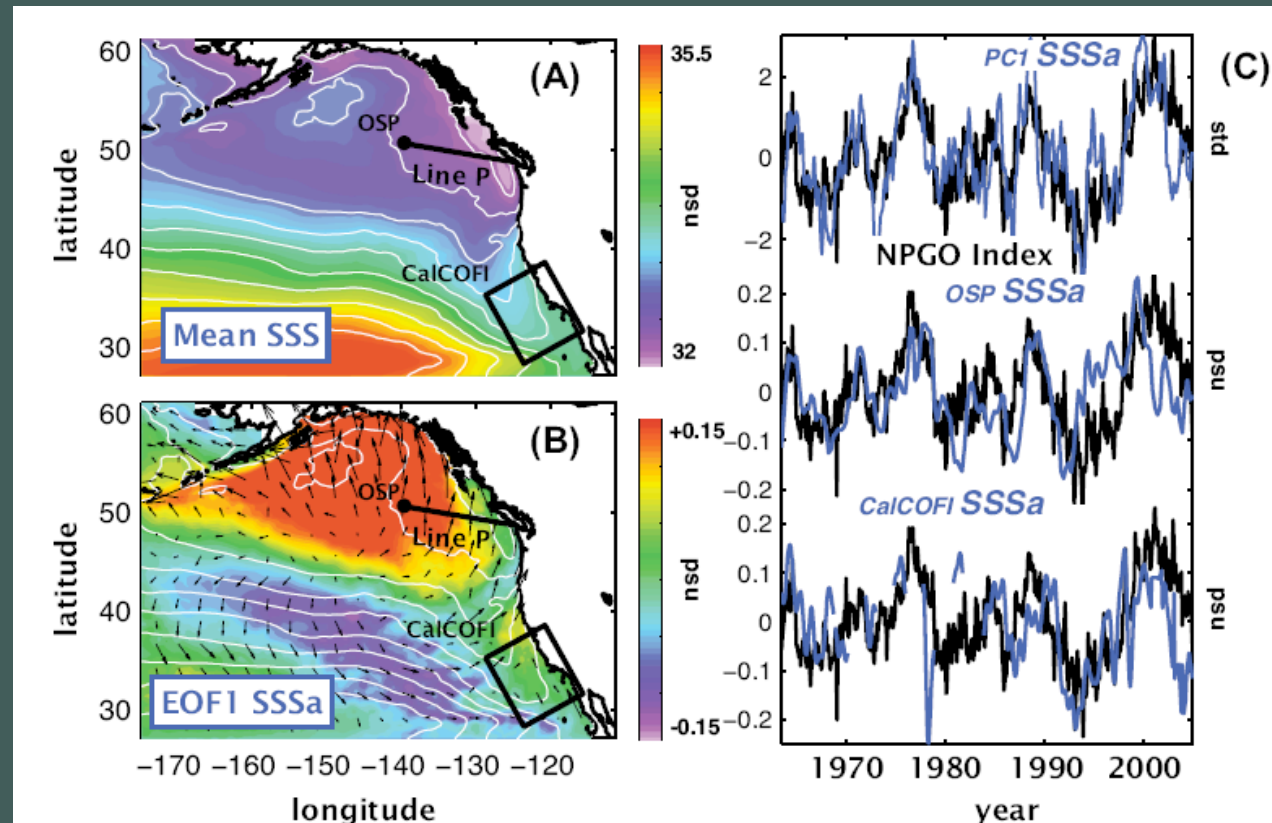 60
50
40
30
latitude
(A)
OSP
Line P
CalCOFI
Mean SSS
35.5
psu
32
60
50
40
30
latitude
(B)
OSP
Line P
CalCOFI
EOF1 SSSa
+0.15
psu
-0.15
−170 −160 −150 −140 −130 −120
longitude
(C)
PC1 SSSa
2
0
−2
std
NPGO Index
OSP SSSa
0.2
0.1
0
−0.1
−0.2
psu
CalCOFI SSSa
0.2
0.1
0
−0.1
−0.2
psu
1970 1980 1990 2000
year